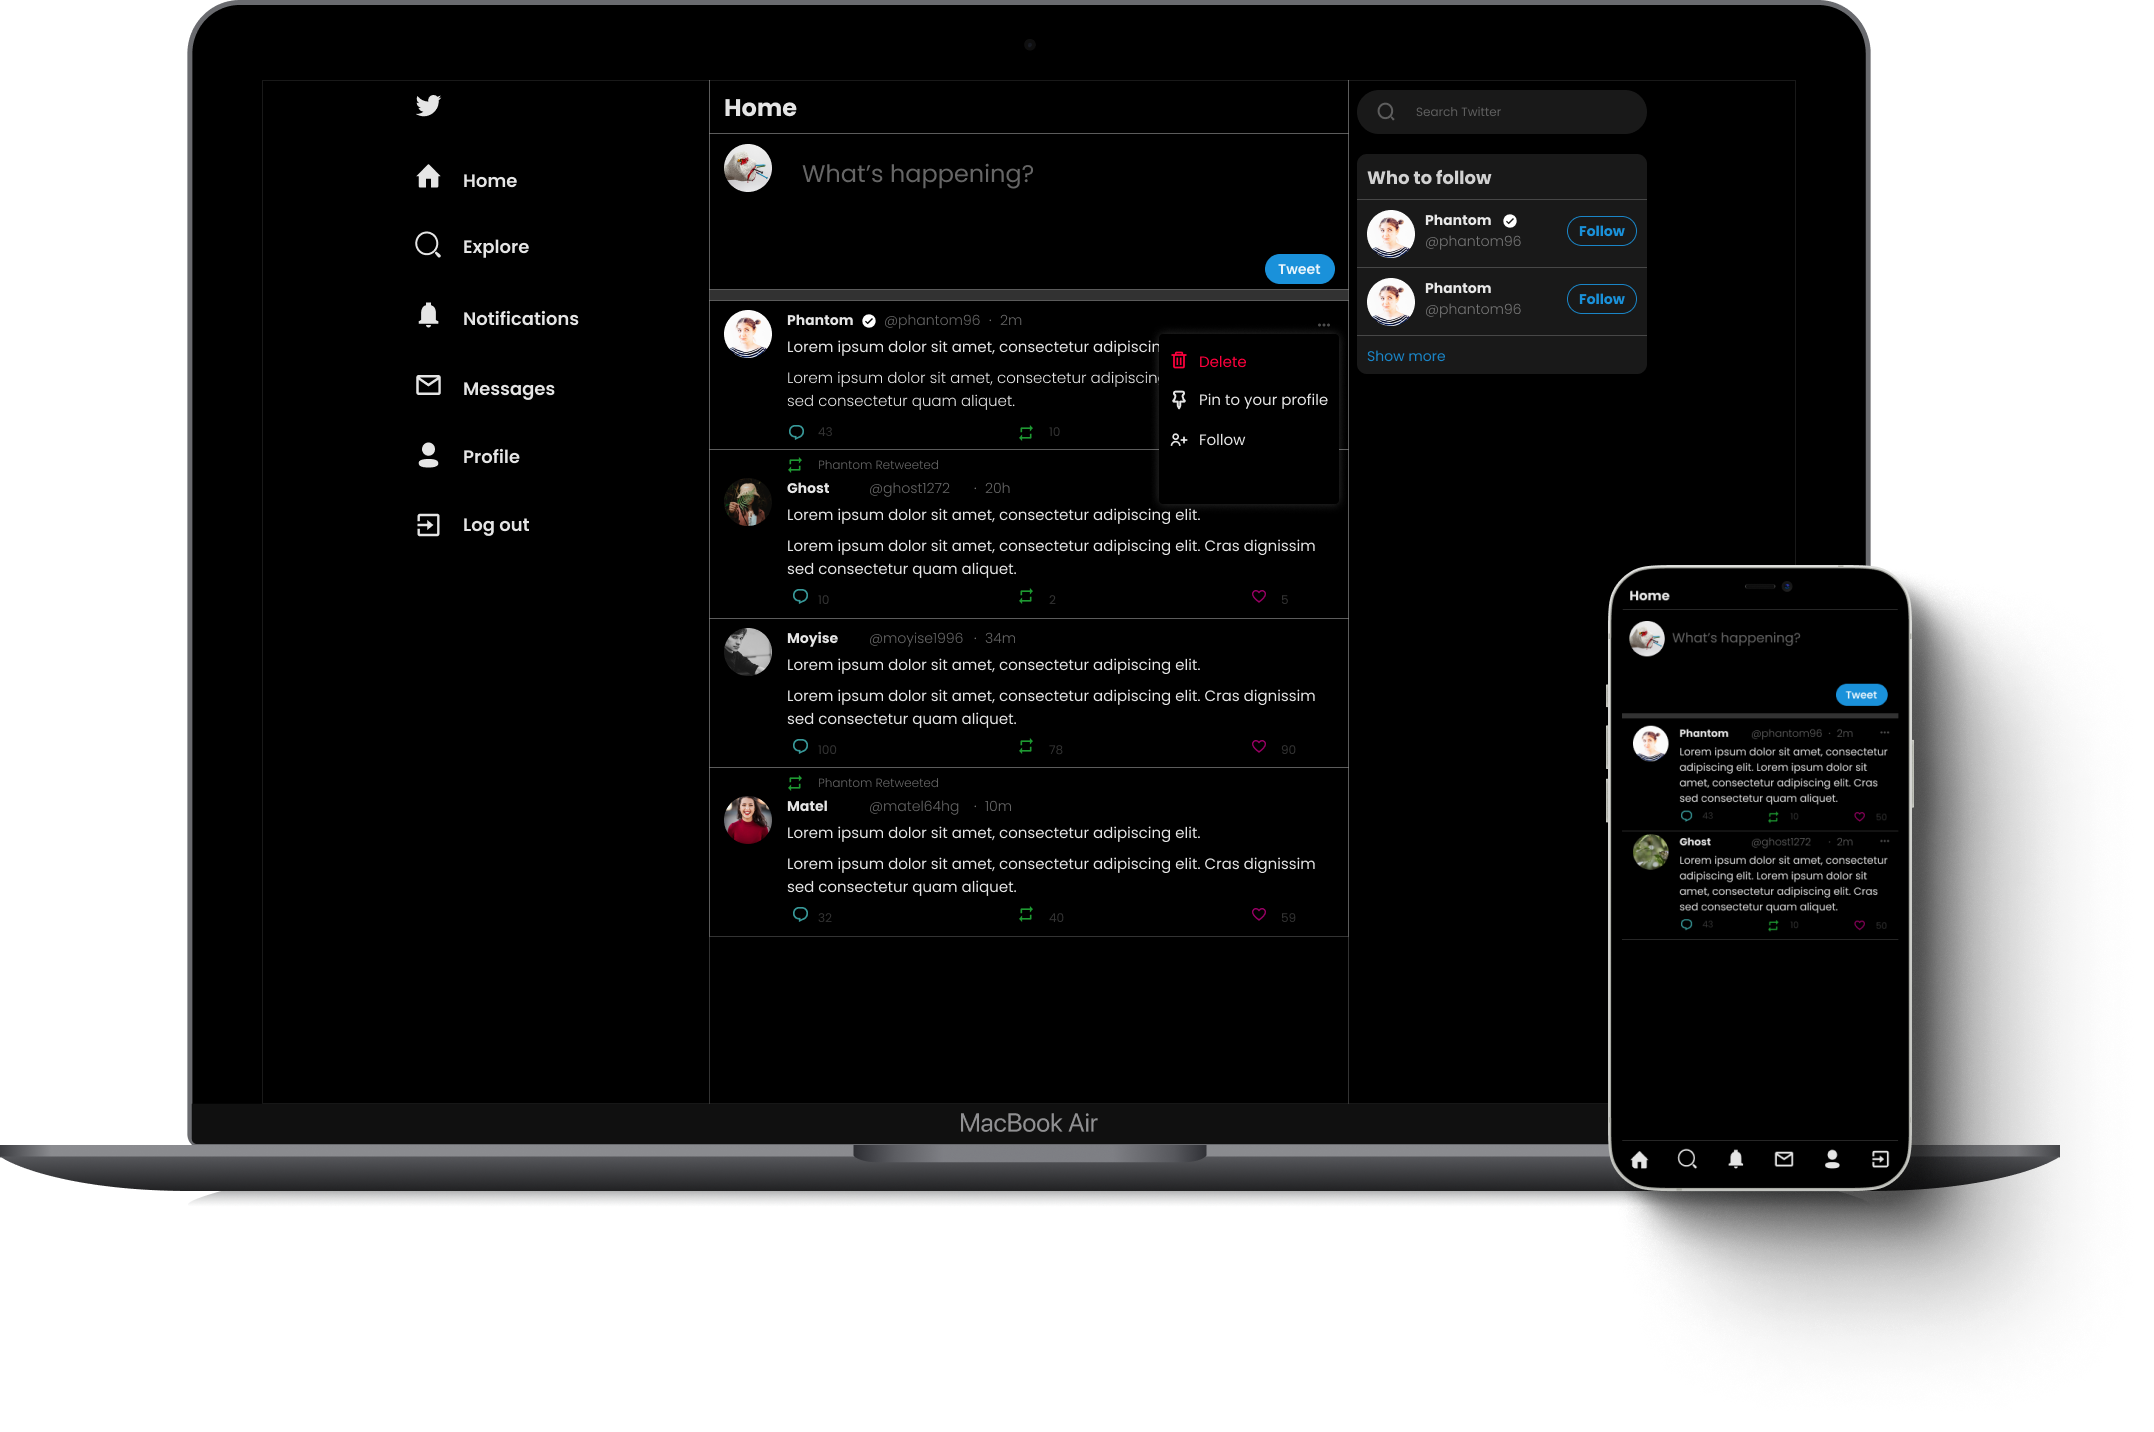 Home
Explore
Notifications
Messages
Profile
Log out
Home
What's happening?
Tweet
Phantom @phantom96 · 2m
Lorem ipsum dolor sit amet, consectetur adipiscin
Lorem ipsum dolor sit amet, consectetur adipiscing
sed consectetur quam aliquet.
43 10
Delete
Pin to your profile
Follow
Phantom Retweeted
Ghost @ghost1272 · 20h
Lorem ipsum dolor sit amet, consectetur adipiscing elit.
Lorem ipsum dolor sit amet, consectetur adipiscing elit. Cras dignissim
sed consectetur quam aliquet.
10 2 5
Moyise @moyise1996 · 34m
Lorem ipsum dolor sit amet, consectetur adipiscing elit.
Lorem ipsum dolor sit amet, consectetur adipiscing elit. Cras dignissim
sed consectetur quam aliquet.
100 78 90
Phantom Retweeted
Matel @matel64hg · 10m
Lorem ipsum dolor sit amet, consectetur adipiscing elit.
Lorem ipsum dolor sit amet, consectetur adipiscing elit. Cras dignissim
sed consectetur quam aliquet.
32 40 59
Search Twitter
Who to follow
Phantom
@phantom96
Follow
Phantom
@phantom96
Follow
Show more
MacBook Air
Home
What's happening?
Tweet
Phantom @phantom96 · 2m
Lorem ipsum dolor sit amet, consectetur
adipiscing elit. Lorem ipsum dolor sit
amet, consectetur adipiscing elit. Cras
sed consectetur quam aliquet.
43 10 50
Ghost @ghost1272 · 2m
Lorem ipsum dolor sit amet, consectetur
adipiscing elit. Lorem ipsum dolor sit
amet, consectetur adipiscing elit. Cras
sed consectetur quam aliquet.
43 10 50